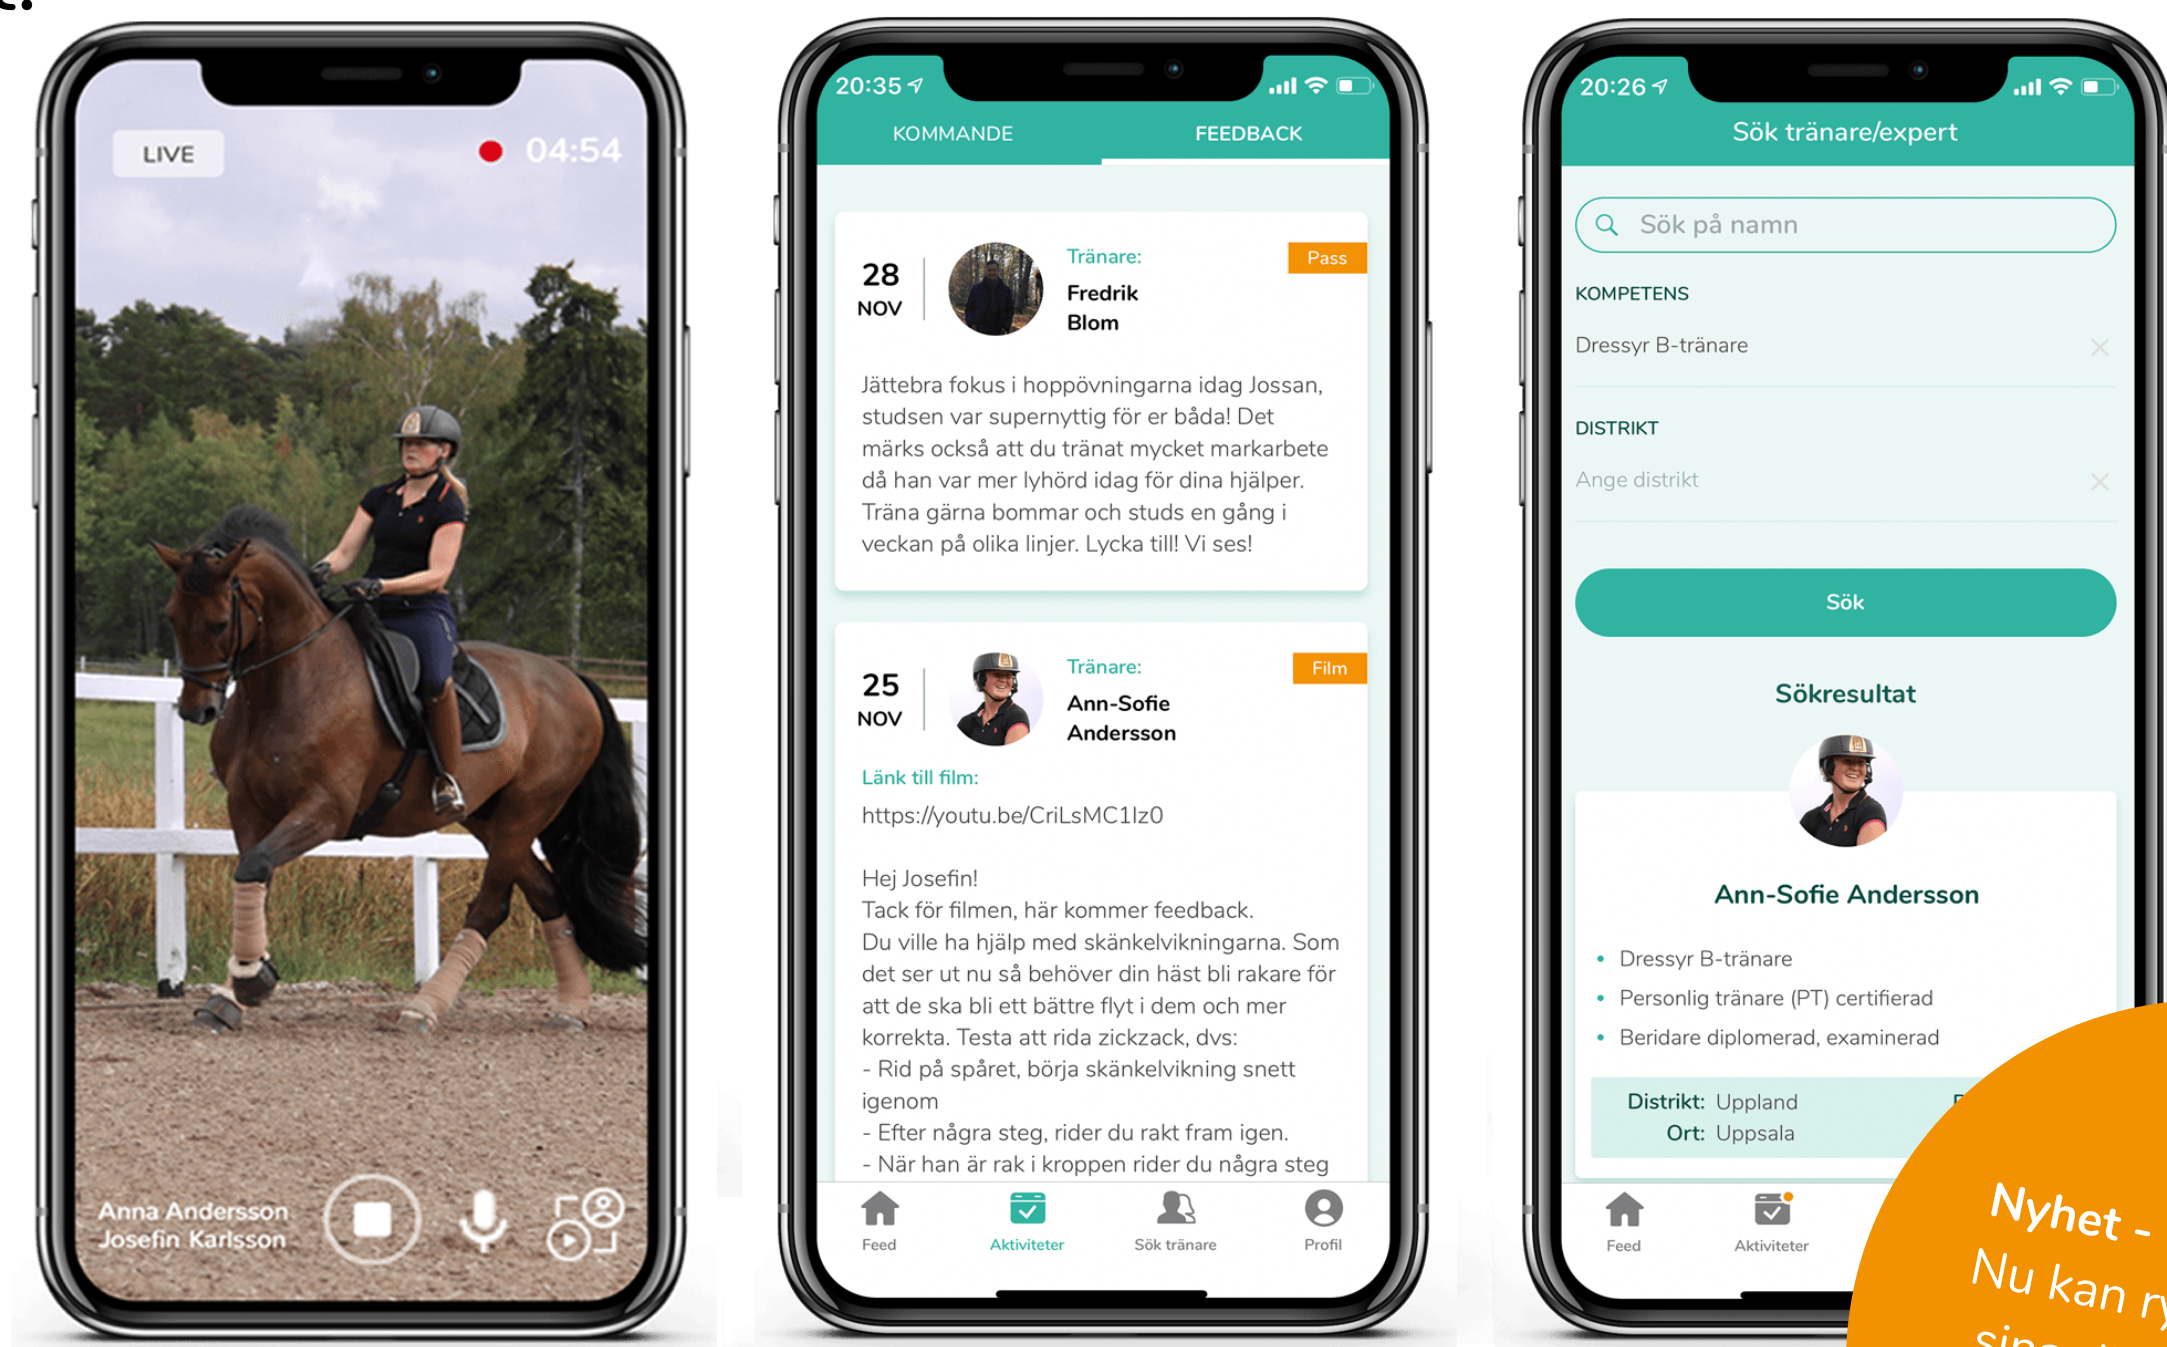 LIVE
04:54
Anna Andersson
Josefin Karlsson
20:35
KOMMANDE
FEEDBACK
28
NOV
Tränare:
Fredrik
Blom
Pass
Jättebra fokus i hoppövningarna idag Jossan,
studsen var supernyttig för er båda! Det
märks också att du tränat mycket markarbete
då han var mer lyhörd idag för dina hjälper.
Träna gärna bommar och studs en gång i
veckan på olika linjer. Lycka till! Vi ses!
25
NOV
Tränare:
Ann-Sofie
Andersson
Film
Länk till film:
https://youtu.be/CriLsMC1Iz0
Hej Josefin!
Tack för filmen, här kommer feedback.
Du ville ha hjälp med skänkelvikningarna. Som
det ser ut nu så behöver din häst bli rakare för
att de ska bli ett bättre flyt i dem och mer
korrekta. Testa att rida zickzack, dvs:
- Rid på spåret, börja skänkelvikning snett
igenom
- Efter några steg, rider du rakt fram igen.
- När han är rak i kroppen rider du några steg
Feed
Aktiviteter
Sök tränare
Profil
20:26
Sök tränare/expert
Sök på namn
KOMPETENS
Dressyr B-tränare
DISTRIKT
Ange distrikt
Sök
Sökresultat
Ann-Sofie Andersson
• Dressyr B-tränare
• Personlig tränare (PT) certifierad
• Beridare diplomerad, examinerad
Distrikt: Uppland
Ort: Uppsala
Feed
Aktiviteter
Nyhet -
Nu kan